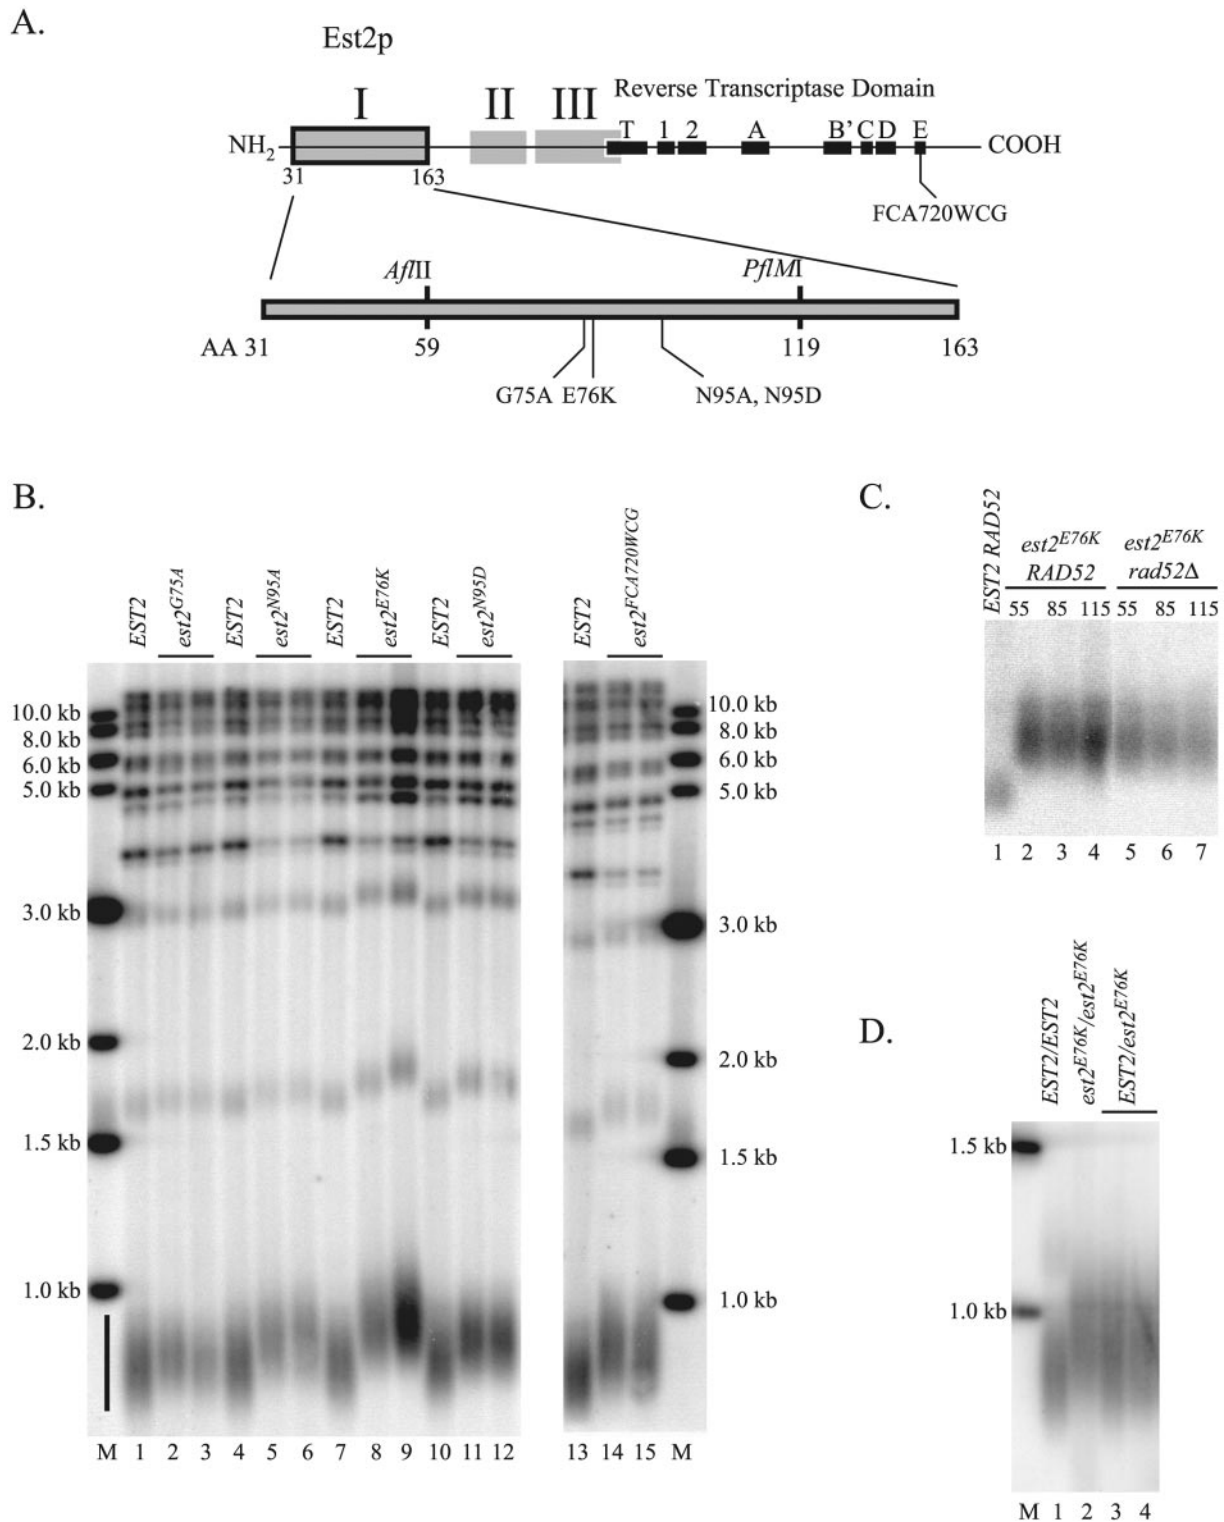 A.
Est2p
I II III Reverse Transcriptase Domain
NH2 T 1 2 A B' C D E COOH
31 163
FCA720WCG
AflII PflMI
AA 31 59 119 163
G75A E76K N95A, N95D
B.
EST2 est2G75A EST2 est2N95A EST2 est2E76K EST2 est2N95D EST2 est2FCA720WCG
10.0 kb
8.0 kb
6.0 kb
5.0 kb
3.0 kb
2.0 kb
1.5 kb
1.0 kb
10.0 kb
8.0 kb
6.0 kb
5.0 kb
3.0 kb
2.0 kb
1.5 kb
1.0 kb
M 1 2 3 4 5 6 7 8 9 10 11 12 13 14 15 M
C.
EST2 RAD52
est2E76K est2E76K
RAD52 rad52Δ
55 85 115 55 85 115
1 2 3 4 5 6 7
D.
EST2/EST2 est2E76K/est2E76K EST2/est2E76K
1.5 kb
1.0 kb
M 1 2 3 4